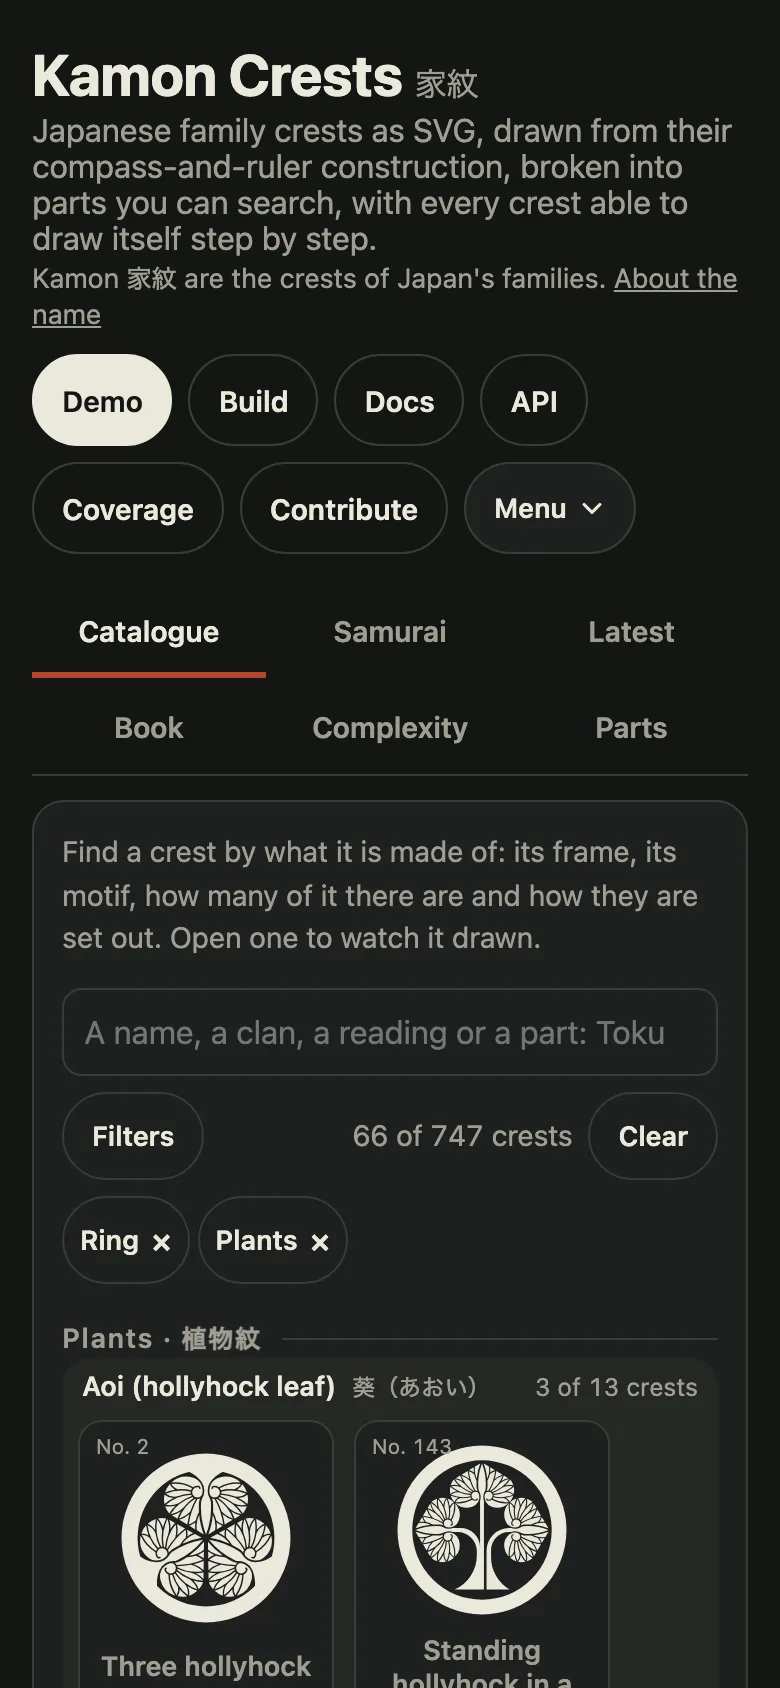 Kamon Crests 家紋
Japanese family crests as SVG, drawn from their
compass-and-ruler construction, broken into
parts you can search, with every crest able to
draw itself step by step.
Kamon 家紋 are the crests of Japan's families. About the
name
Demo Build Docs API
Coverage Contribute Menu
Catalogue Samurai Latest
Book Complexity Parts
Find a crest by what it is made of: its frame, its
motif, how many of it there are and how they are
set out. Open one to watch it drawn.
A name, a clan, a reading or a part: Toku
Filters 66 of 747 crests Clear
Ring × Plants ×
Plants · 植物紋
Aoi (hollyhock leaf) 葵（あおい） 3 of 13 crests
No. 2 No. 143
Three hollyhock
Standing
hollyhock in a